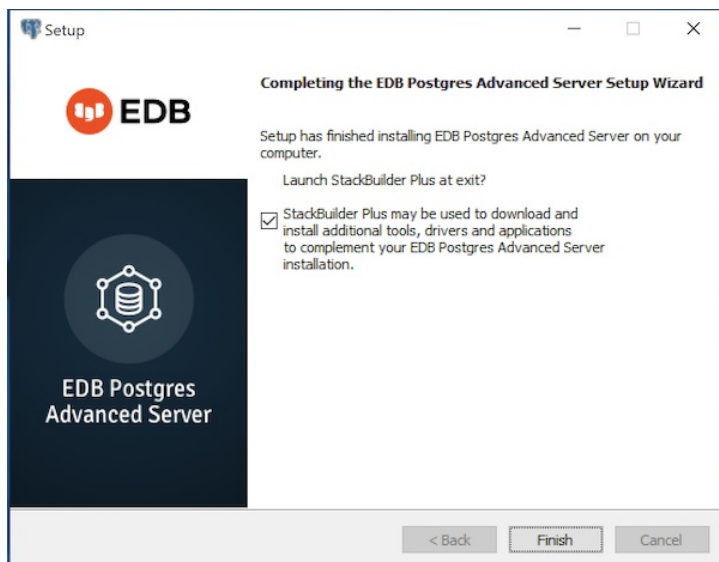 Setup
EDB
Completing the EDB Postgres Advanced Server Setup Wizard
Setup has finished installing EDB Postgres Advanced Server on your
computer.
Launch StackBuilder Plus at exit?
StackBuilder Plus may be used to download and
install additional tools, drivers and applications
to complement your EDB Postgres Advanced Server
installation.
EDB Postgres
Advanced Server
< Back
Finish
Cancel